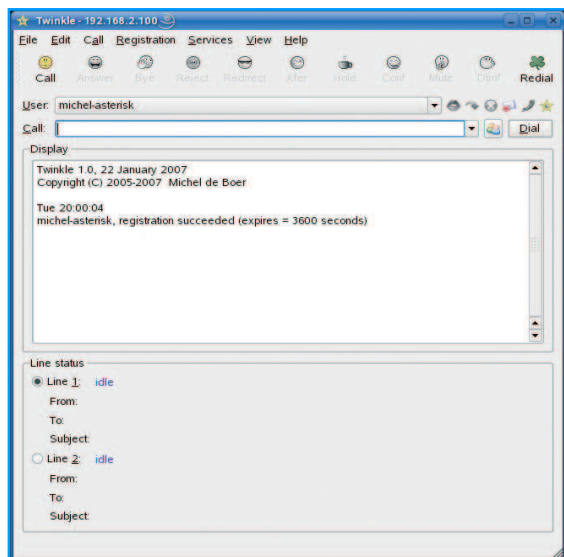 Twinkle - 192.168.2.100
File Edit Call Registration Services View Help
Call Answer Bye Reject Redirect Xfer Hold Conf Mute Dtmf Redial
User: michel-asterisk
Call: Dial
Display
Twinkle 1.0, 22 January 2007
Copyright (C) 2005-2007 Michel de Boer
Tue 20:00:04
michel-asterisk, registration succeeded (expires = 3600 seconds)
Line status
Line 1: idle
From:
To:
Subject:
Line 2: idle
From:
To:
Subject: